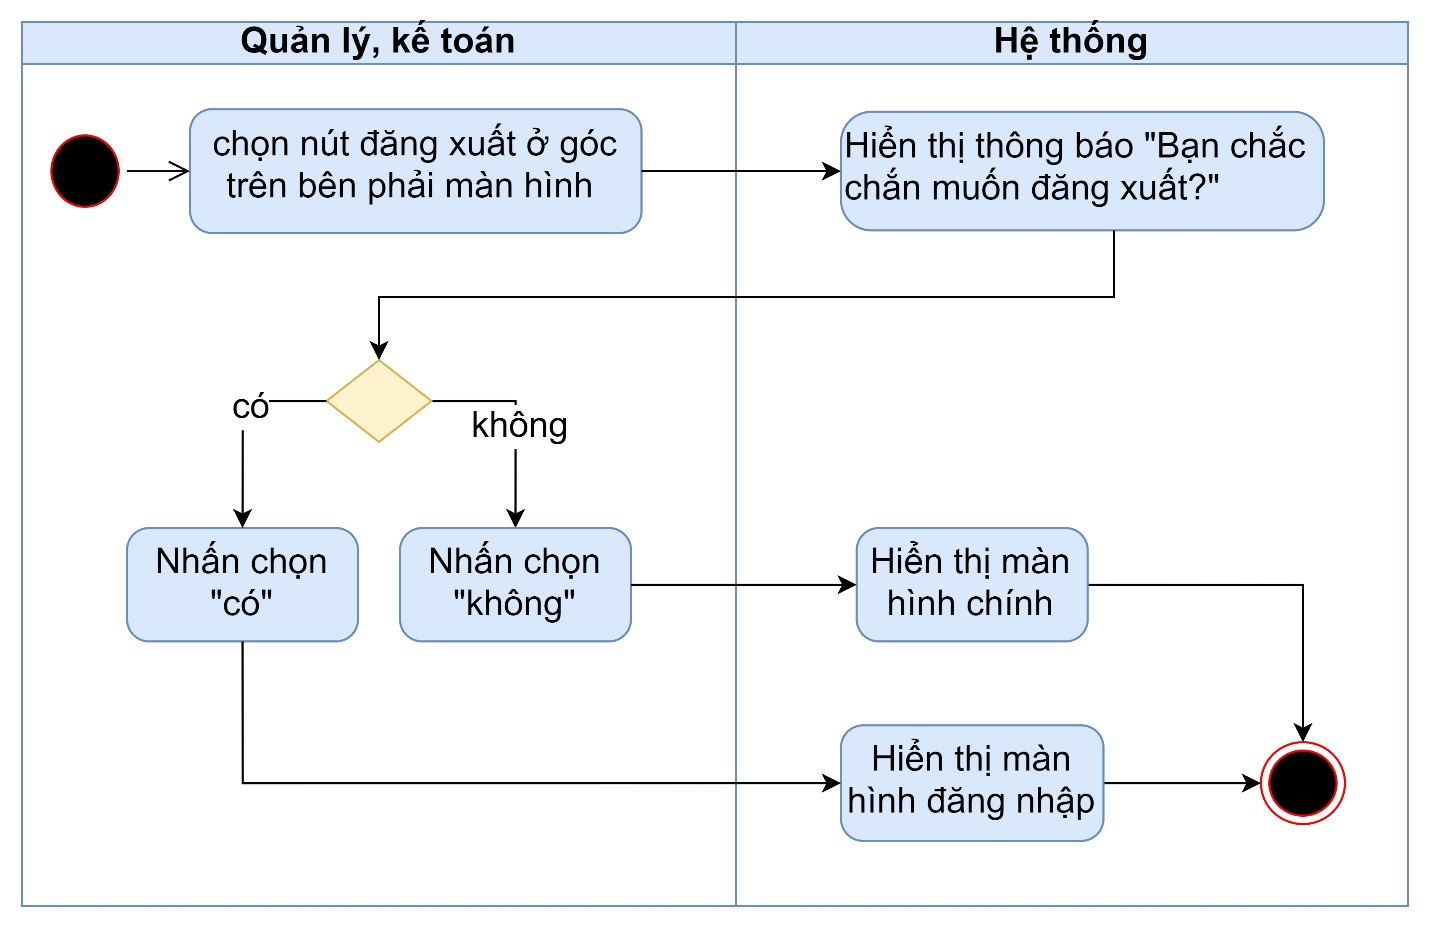 Quản lý, kế toán
Hệ thống
chọn nút đăng xuất ở góc
trên bên phải màn hình
Hiển thị thông báo "Bạn chắc
chắn muốn đăng xuất?"
có
không
Nhấn chọn
"có"
Nhấn chọn
"không"
Hiển thị màn
hình chính
Hiển thị màn
hình đăng nhập